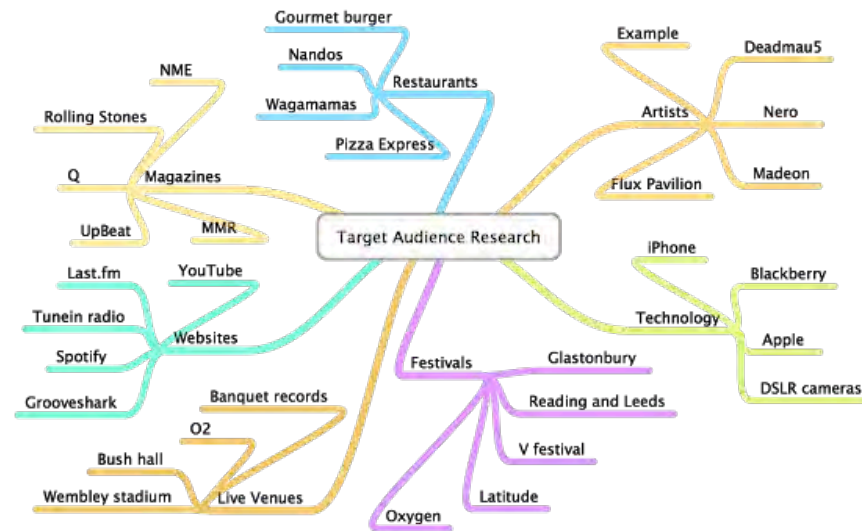 Target Audience Research
Restaurants
Gourmet burger
Nandos
Wagamamas
Pizza Express
Artists
Example
Deadmau5
Nero
Madeon
Flux Pavilion
Magazines
NME
Rolling Stones
Q
UpBeat
MMR
Technology
iPhone
Blackberry
Apple
DSLR cameras
Websites
YouTube
Last.fm
Tunein radio
Spotify
Grooveshark
Festivals
Glastonbury
Reading and Leeds
V festival
Latitude
Oxygen
Live Venues
Banquet records
O2
Bush hall
Wembley stadium